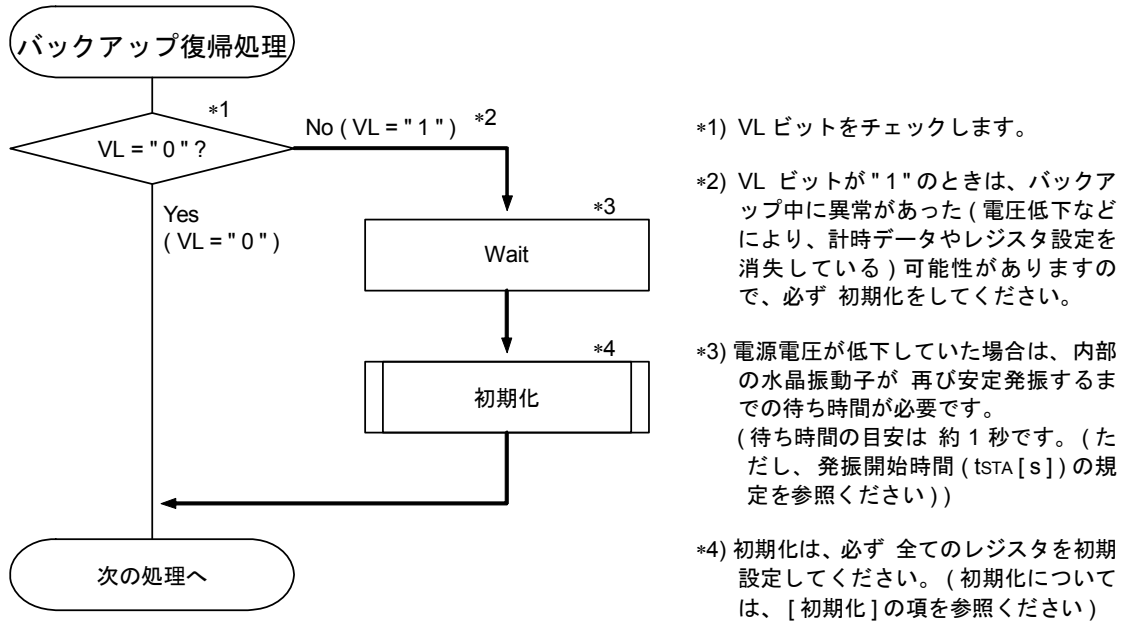 バックアップ復帰処理
*1
VL = " 0 " ?
No ( VL = " 1 " ) *2
Yes
( VL = " 0 " )
*3
Wait
*4
初期化
次の処理へ
*1) VL ビットをチェックします。
*2) VL ビットが " 1 " のときは、バックア
ップ中に異常があった ( 電圧低下など
により、計時データやレジスタ設定を
消失している ) 可能性がありますの
で、必ず 初期化をしてください。
*3) 電源電圧が低下していた場合は、内部
の水晶振動子が 再び安定発振するま
での待ち時間が必要です。
( 待ち時間の目安は 約 1 秒です。 ( た
だし、 発振開始時間 ( tSTA [ s ] ) の規
定を参照ください ) )
*4) 初期化は、必ず 全てのレジスタを初期
設定してください。 ( 初期化について
は、 [ 初期化 ] の項を参照ください )